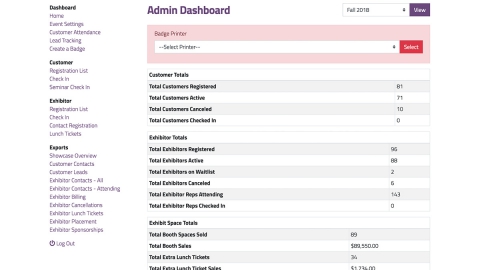 Dashboard
Home
Event Settings
Customer Attendance
Lead Tracking
Create a Badge
Customer
Registration List
Check In
Seminar Check In
Exhibitor
Registration List
Check In
Contact Registration
Lunch Tickets
Exports
Showcase Overview
Customer Contacts
Customer Leads
Exhibitor Contacts - All
Exhibitor Contacts - Attending
Exhibitor Billing
Exhibitor Cancellations
Exhibitor Lunch Tickets
Exhibitor Placement
Exhibitor Sponsorships
Log Out
Admin Dashboard
Fall 2018
View
Badge Printer
--Select Printer--
Select
Customer Totals
Total Customers Registered 81
Total Customers Active 71
Total Customers Canceled 10
Total Customers Checked In 0
Exhibitor Totals
Total Exhibitors Registered 96
Total Exhibitors Active 88
Total Exhibitors on Waitlist 2
Total Exhibitors Canceled 6
Total Exhibitor Reps Attending 143
Total Exhibitor Reps Checked In 0
Exhibit Space Totals
Total Booth Spaces Sold 89
Total Booth Sales $89,550.00
Total Extra Lunch Tickets 34
Total Extra Lunch Ticket Sales $1,734.00